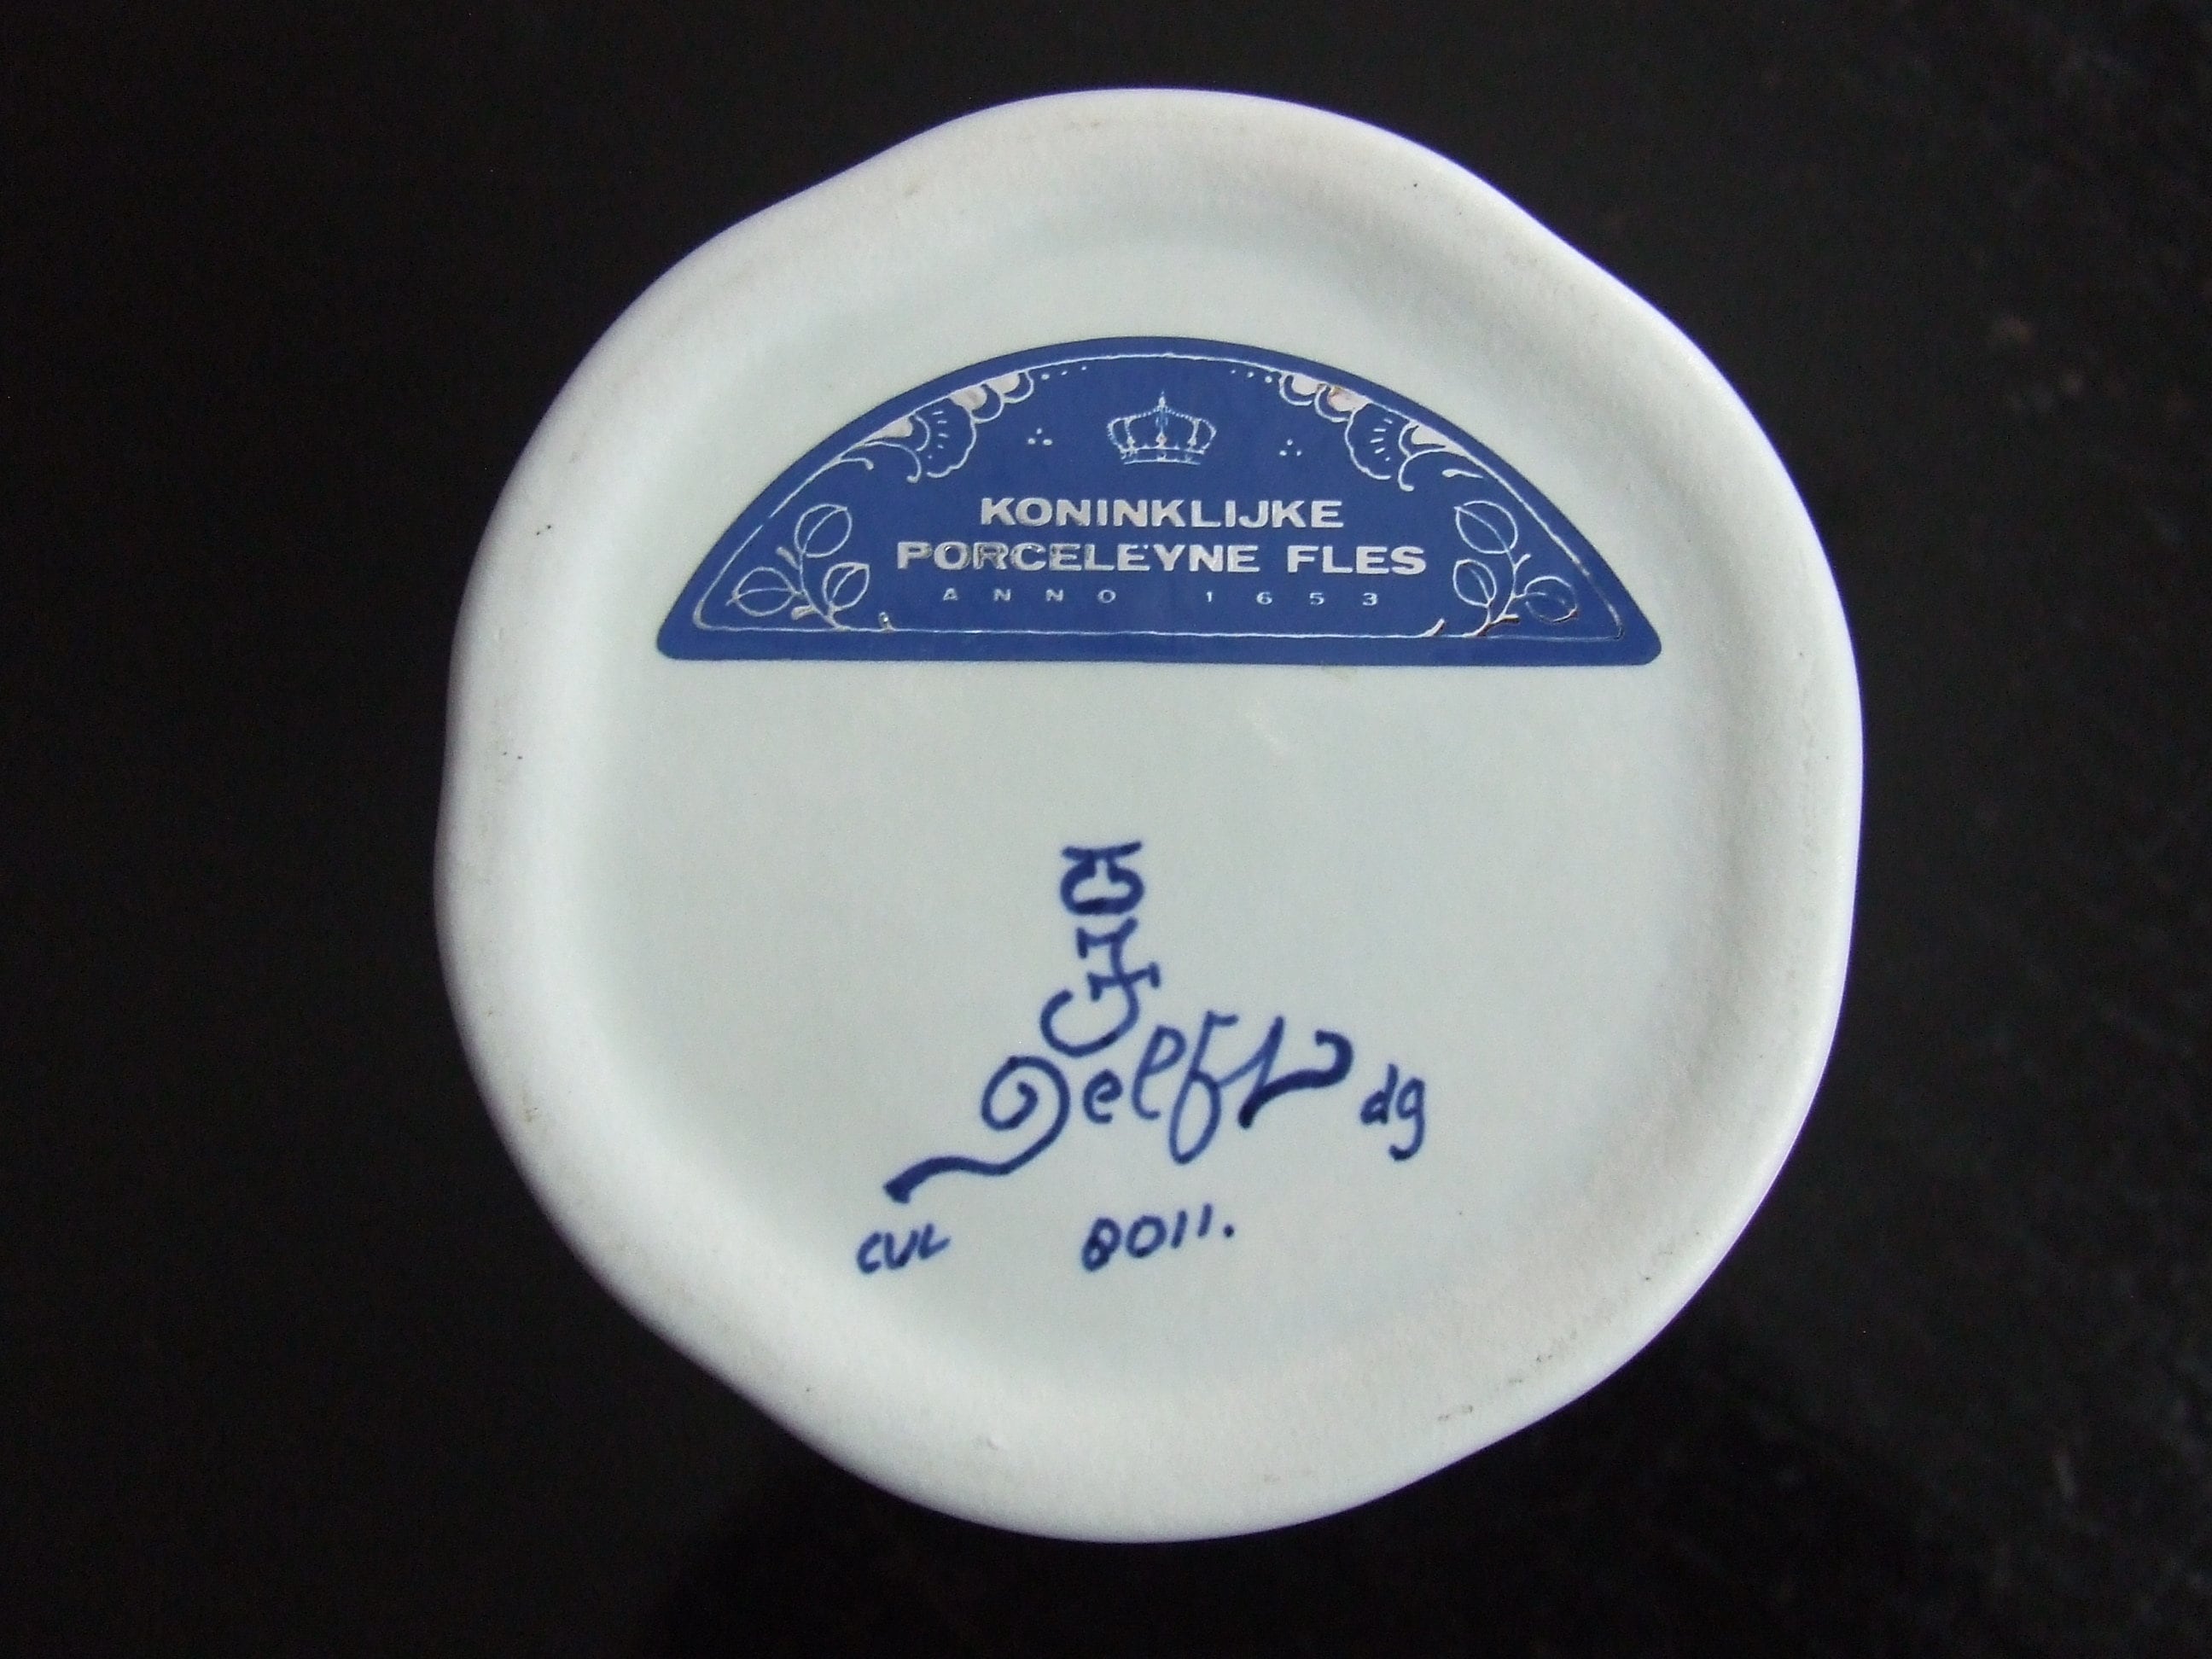 KONINKLIJKE
PORCELEYNE FLES
ANNO 1653
Delft dg
CVL 8011.